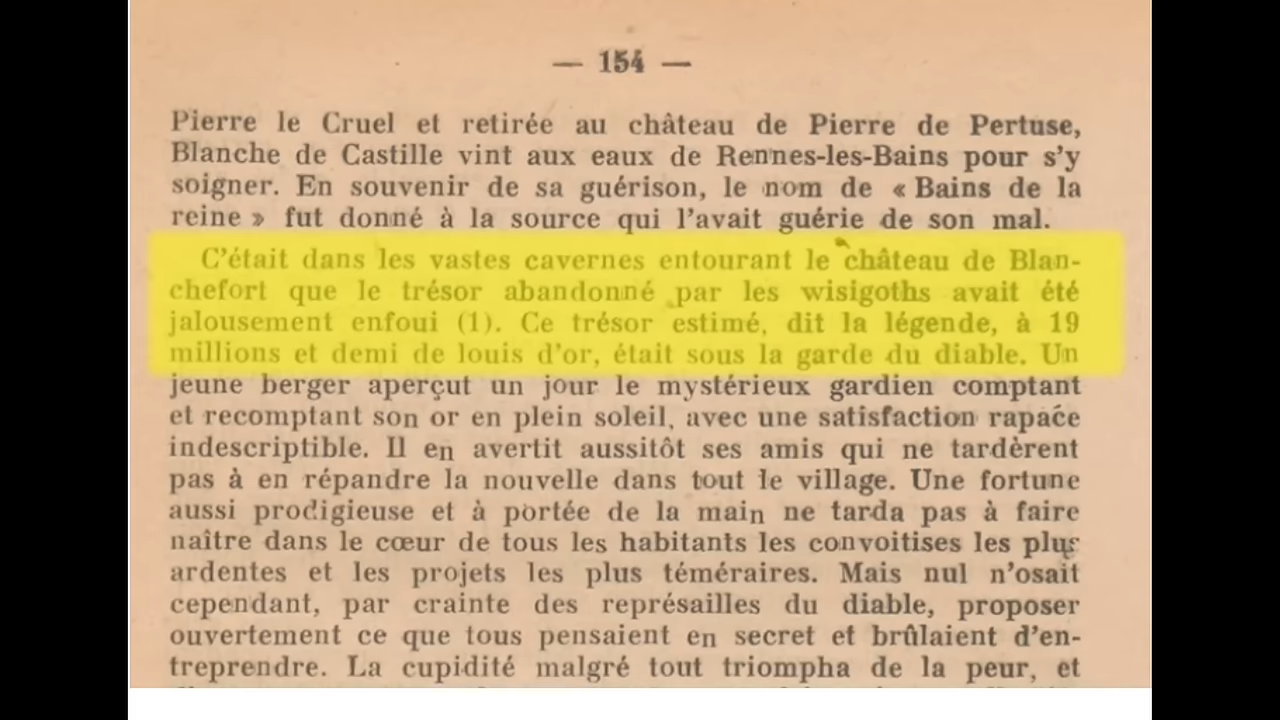 — 154 —
Pierre le Cruel et retirée au château de Pierre de Pertuse,
Blanche de Castille vint aux eaux de Rennes-les-Bains pour s'y
soigner. En souvenir de sa guérison, le nom de « Bains de la
reine » fut donné à la source qui l'avait guérie de son mal.
C'était dans les vastes cavernes entourant le château de Blan-
chefort que le trésor abandonné par les wisigoths avait été
jalousement enfoui (1). Ce trésor estimé, dit la légende, à 19
millions et demi de louis d'or, était sous la garde du diable. Un
jeune berger aperçut un jour le mystérieux gardien comptant
et recomptant son or en plein soleil, avec une satisfaction rapace
indescriptible. Il en avertit aussitôt ses amis qui ne tardèrent
pas à en répandre la nouvelle dans tout le village. Une fortune
aussi prodigieuse et à portée de la main ne tarda pas à faire
naître dans le cœur de tous les habitants les convoitises les plus
ardentes et les projets les plus téméraires. Mais nul n'osait
cependant, par crainte des représailles du diable, proposer
ouvertement ce que tous pensaient en secret et brûlaient d'en-
treprendre. La cupidité malgré tout triompha de la peur, et